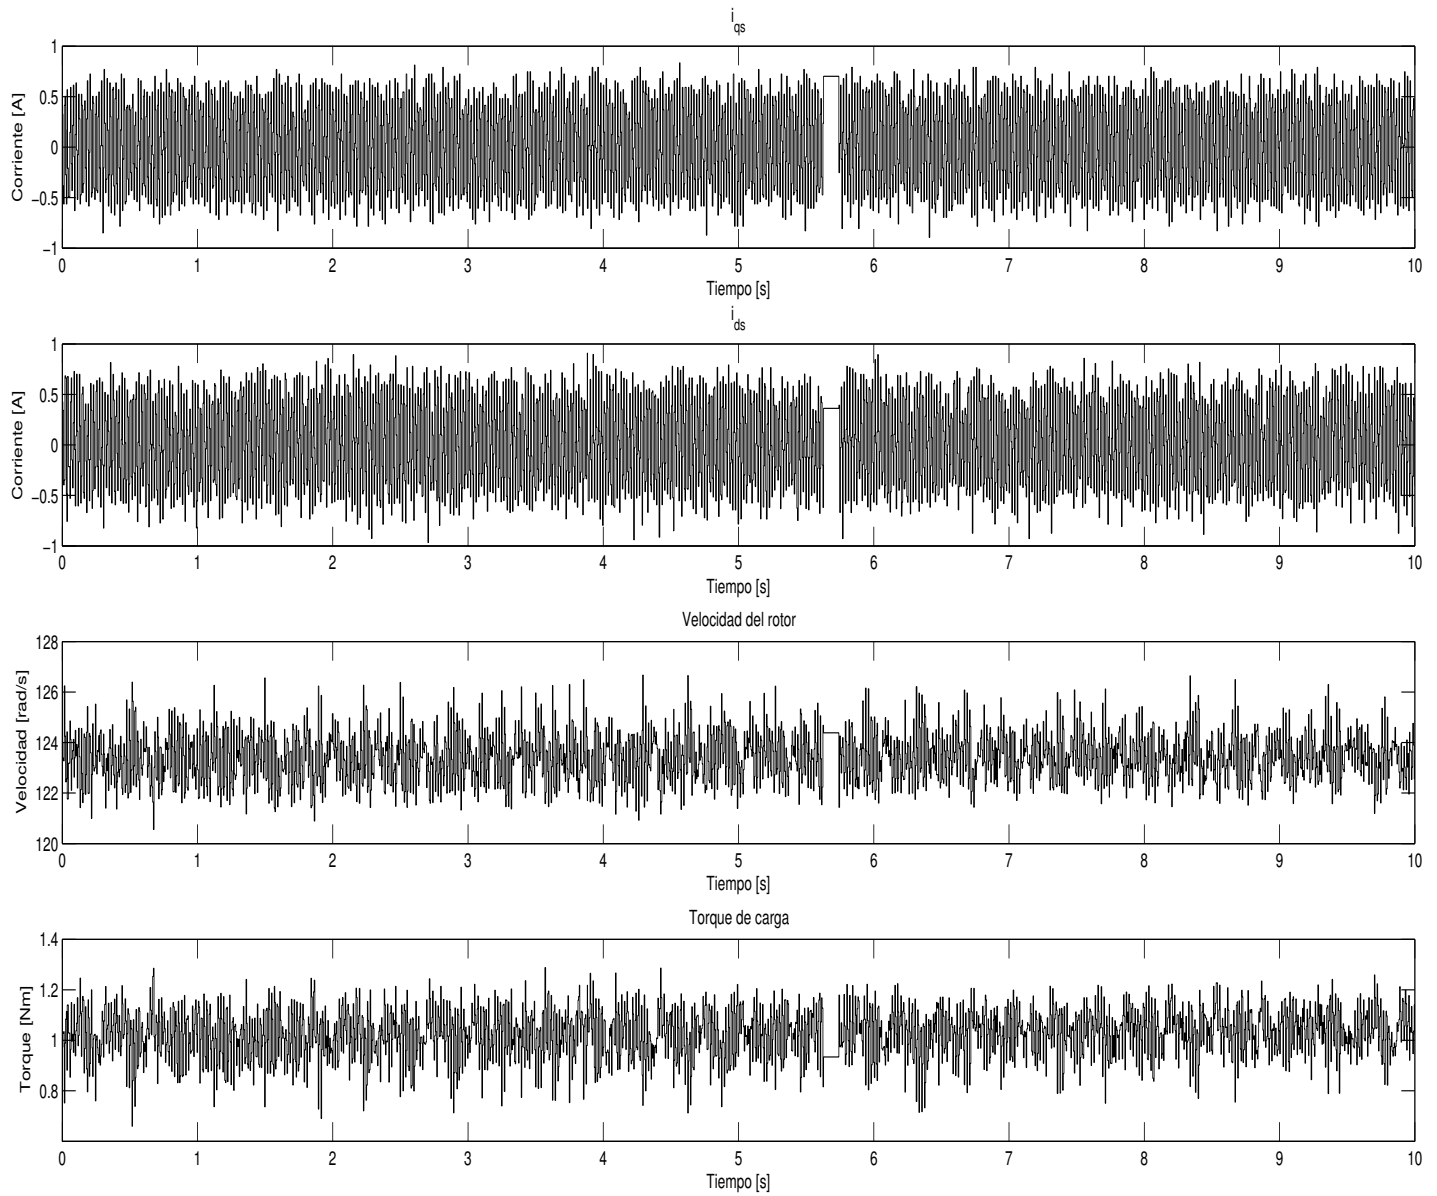 i_qs
1
0.5
0
−0.5
−1
Corriente [A]
0 1 2 3 4 5 6 7 8 9 10
Tiempo [s]
i_ds
1
0.5
0
−0.5
−1
Corriente [A]
0 1 2 3 4 5 6 7 8 9 10
Tiempo [s]
Velocidad del rotor
128
126
124
122
120
Velocidad [rad/s]
0 1 2 3 4 5 6 7 8 9 10
Tiempo [s]
Torque de carga
1.4
1.2
1
0.8
Torque [Nm]
0 1 2 3 4 5 6 7 8 9 10
Tiempo [s]